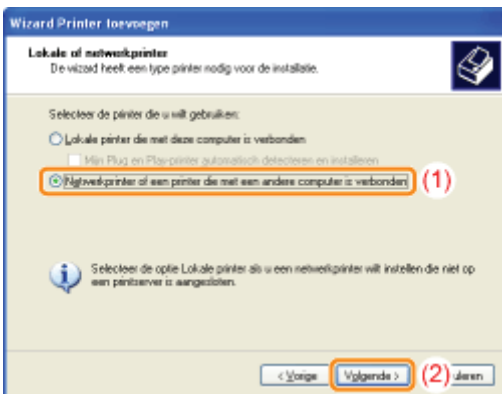 Wizard Printer toevoegen
Lokale of netwerkprinter
De wizard heeft een type printer nodig voor de installatie.
Selecteer de printer die u wilt gebruiken:
Lokale printer die met deze computer is verbonden
Mijn Plug en Play-printer automatisch detecteren en installeren
Netwerkprinter of een printer die met een andere computer is verbonden (1)
Selecteer de optie Lokale printer als u een netwerkprinter wilt instellen die niet op
een printserver is aangesloten.
< Vorige Volgende > (2)